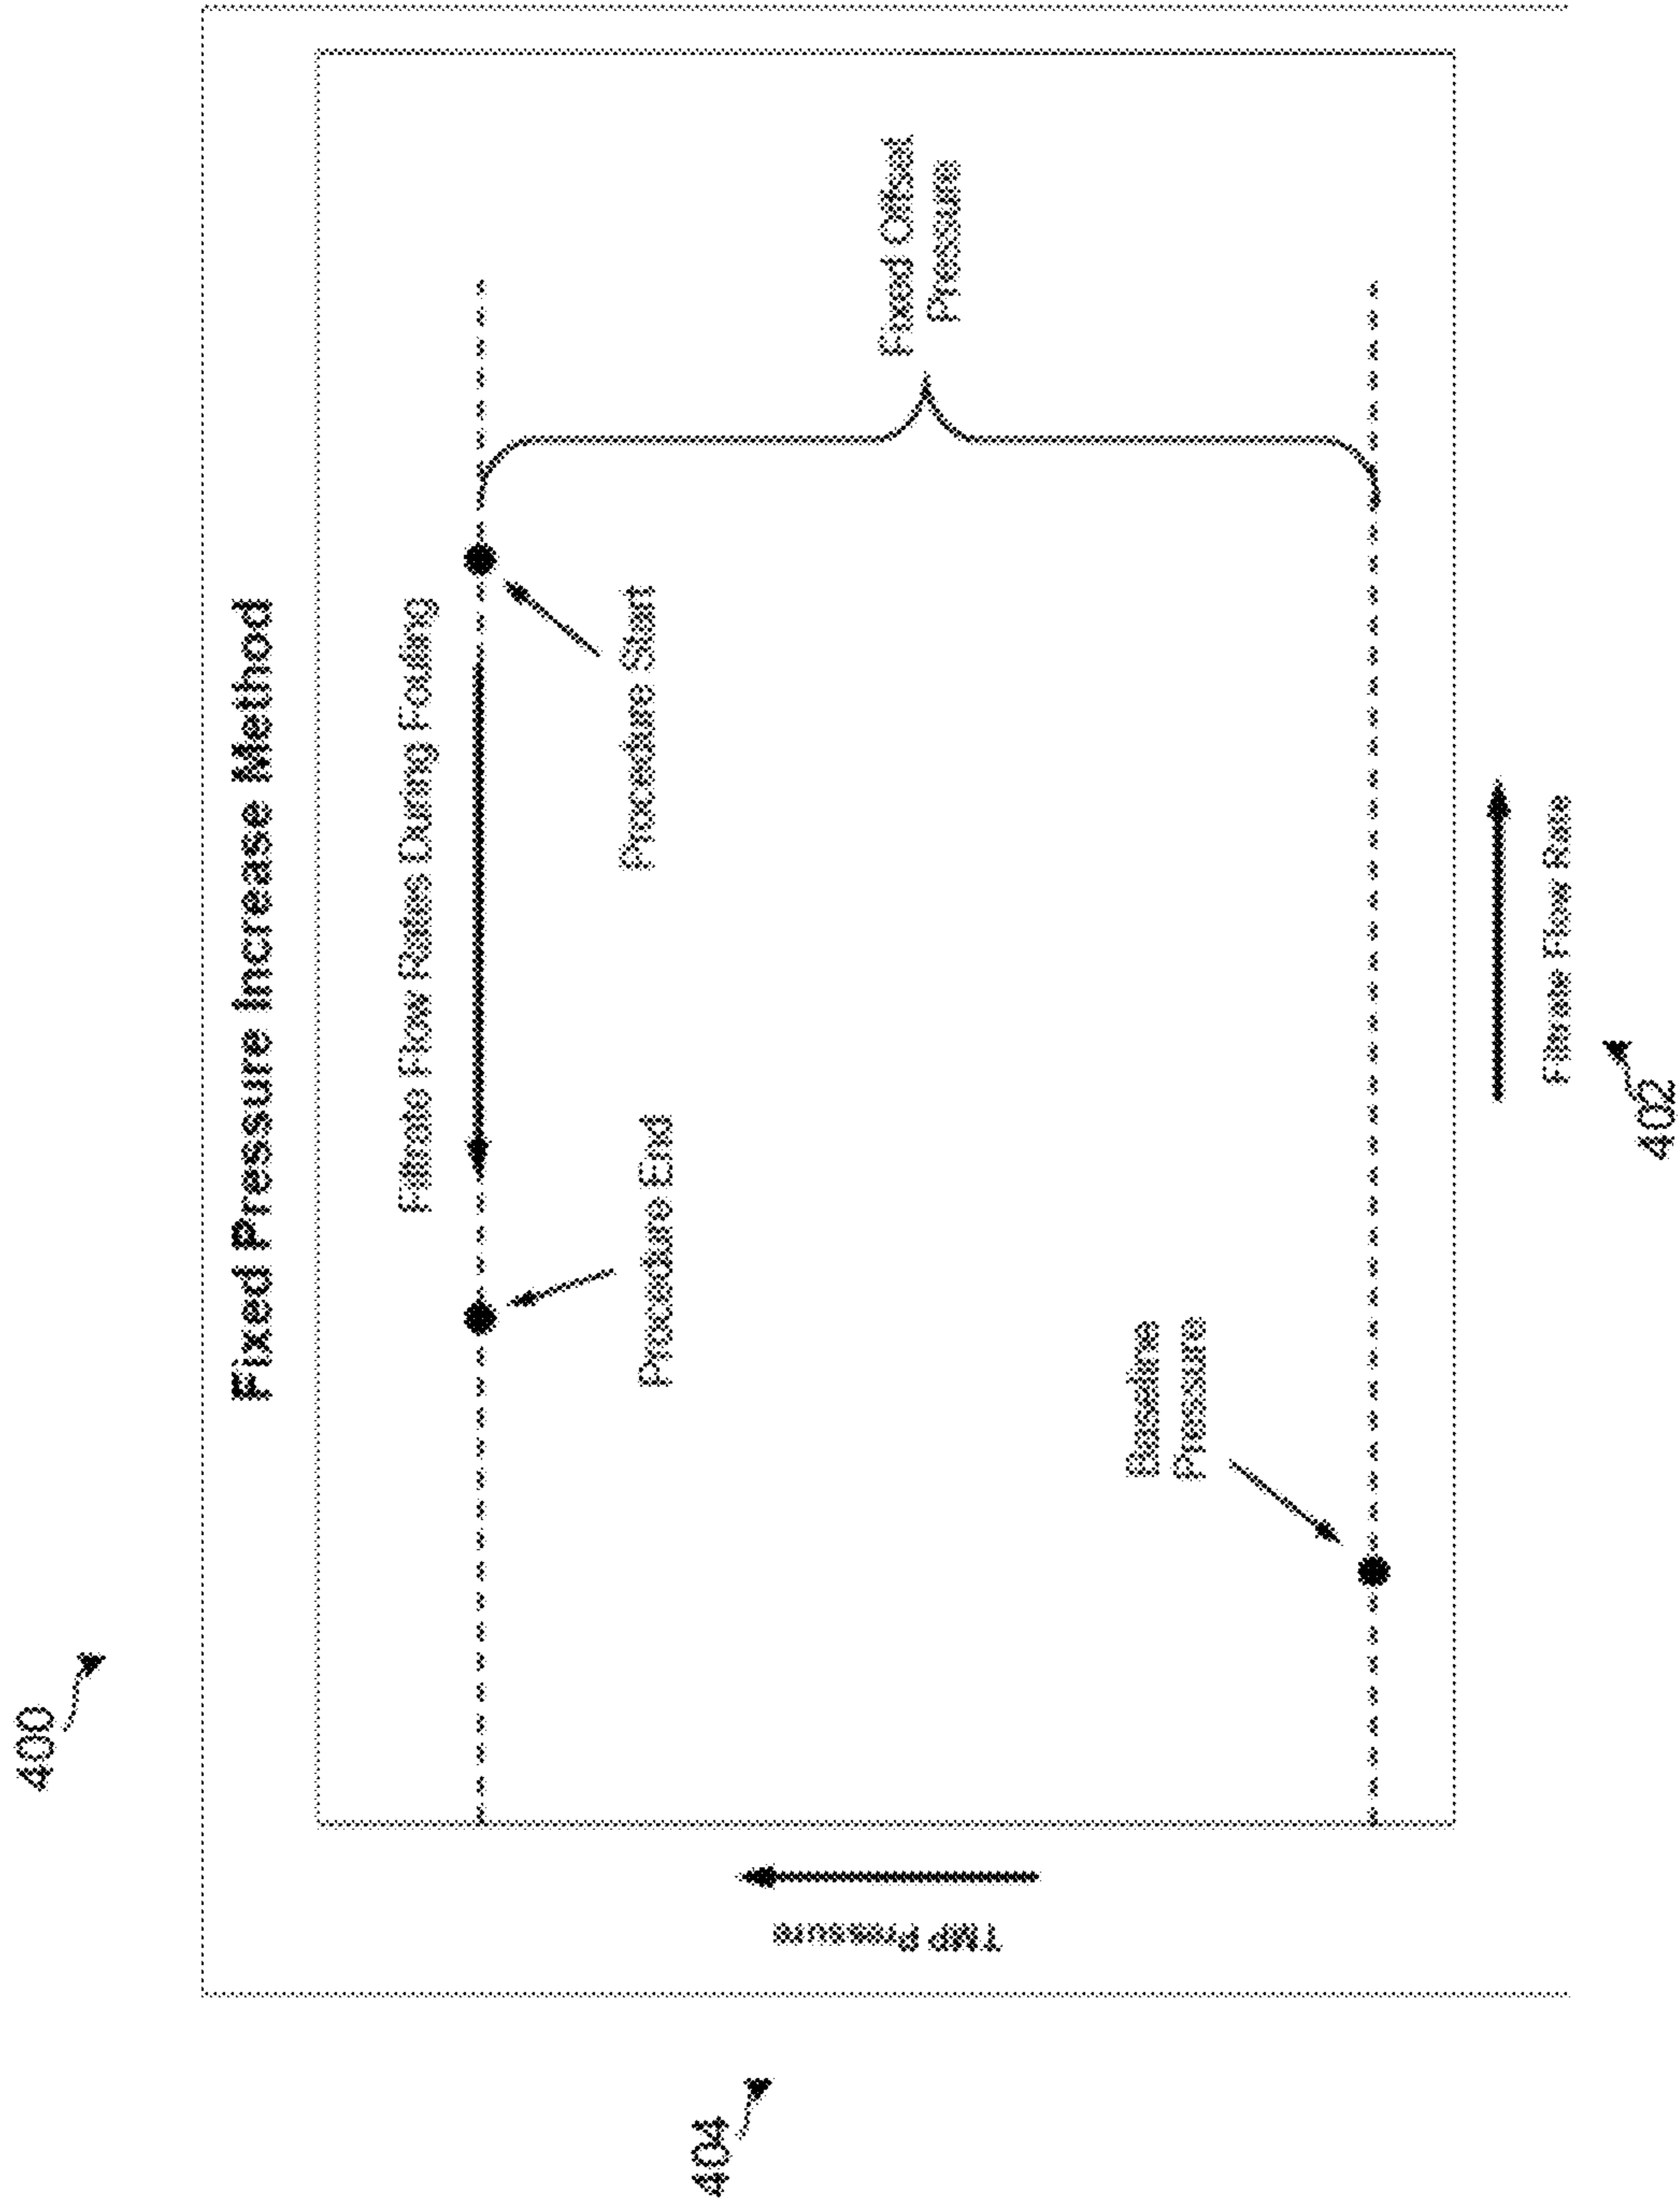 400
Fixed Pressure Increase Method
Filtrate Flow Rates During Fouling
Procedure End
Procedure Start
Fixed Offset
Pressure
Baseline
Pressure
TMP Pressure
404
Filtrate Flow Rate
402